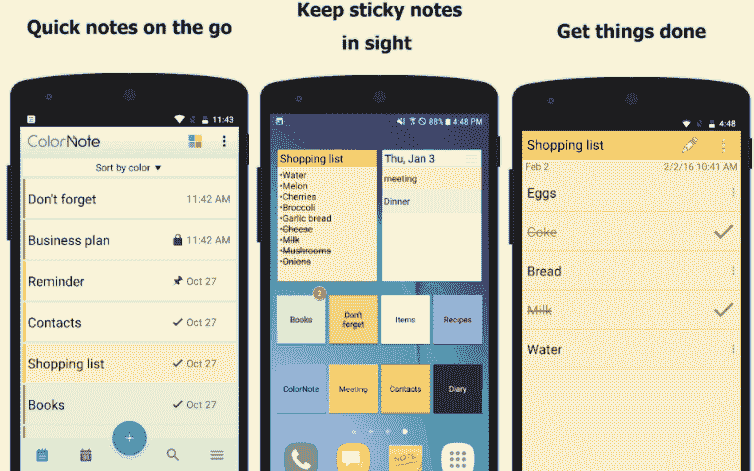 Quick notes on the go
11:43
ColorNote
Sort by color
Don't forget 11:42 AM
Business plan 11:42 AM
Reminder Oct 27
Contacts Oct 27
Shopping list Oct 27
Books Oct 27
+
Keep sticky notes
in sight
88% 4:48 PM
Shopping list
•Water
•Melon
•Cherries
•Broccoli
•Garlic bread
•Cheese
•Milk
•Mushrooms
•Onions
Thu, Jan 3
meeting
Dinner
2
Books
Don't
forget
Items
Recipes
ColorNote
Meeting
Contacts
Diary
NOTE
Get things done
4:48
Shopping list
Feb 2 2/2/16 10:41 AM
Eggs
Coke
Bread
Milk
Water